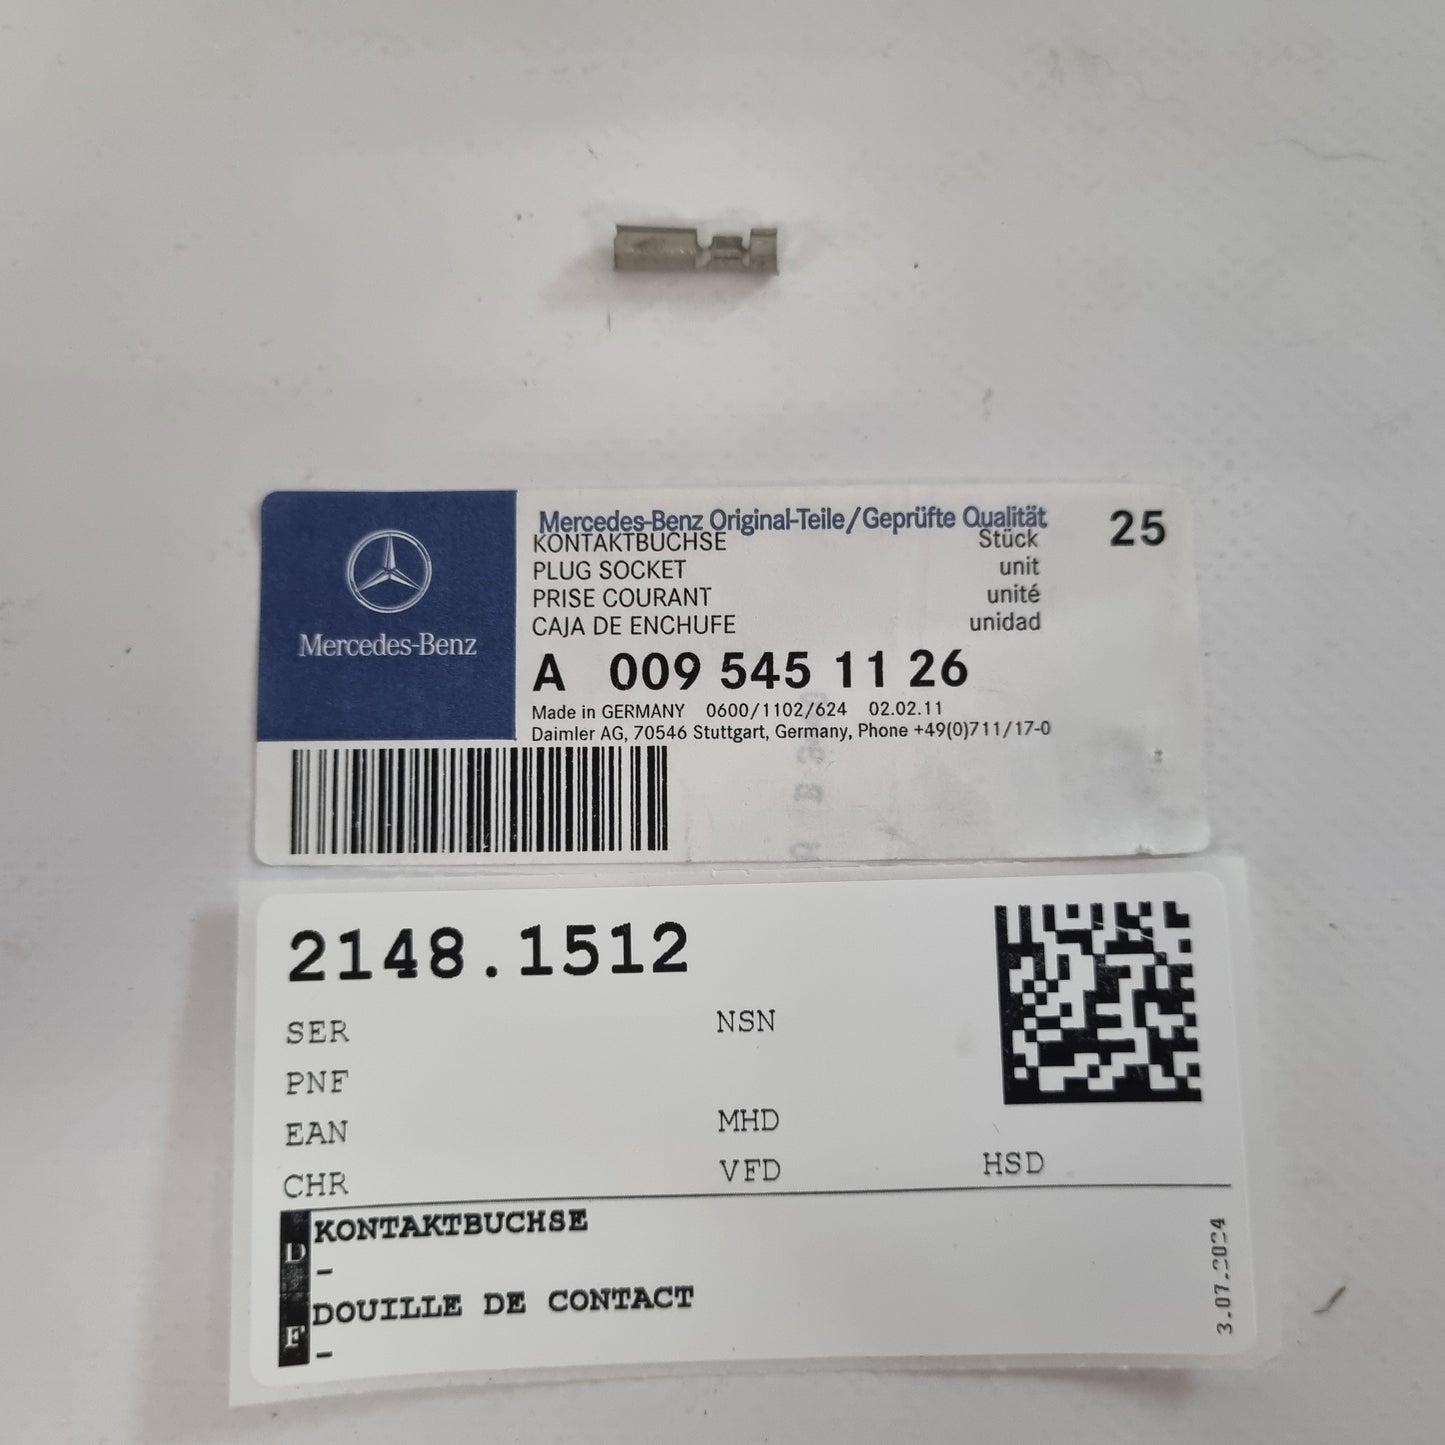 Mercedes-Benz
Mercedes-Benz Original-Teile/Geprüfte Qualität
25
KONTAKTBUCHSE Stück
PLUG SOCKET unit
PRISE COURANT unité
CAJA DE ENCHUFE unidad
A 009 545 11 26
Made in GERMANY 0600/1102/624 02.02.11
Daimler AG, 70546 Stuttgart, Germany, Phone +49(0)711/17-0
2148.1512
SER NSN
PNF
EAN MHD
CHR VFD HSD
D KONTAKTBUCHSE
-
F DOUILLE DE CONTACT
-
3.07.2024